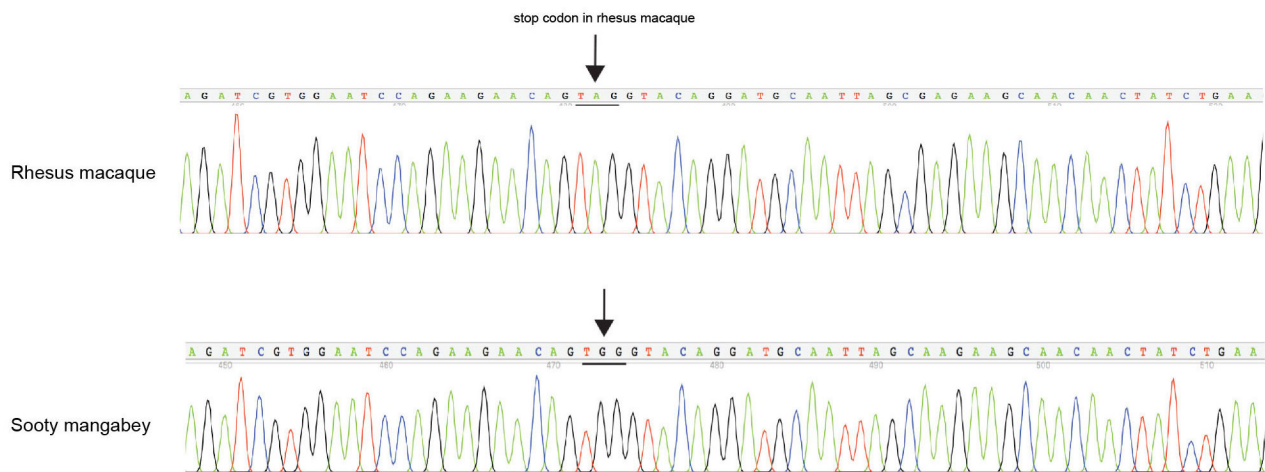 stop codon in rhesus macaque
A G A T C G T G G A A T C C A G A A G A A C A G T A G G T A C A G G A T G C A A T T A G C G A G A A G C A A C A A C T A T C T G A A
Rhesus macaque
A G A T C G T G G A A T C C A G A A G A A C A G T G G G T A C A G G A T G C A A T T A G C A A G A A G C A A C A A C T A T C T G A A
450 460 470 480 490 500 510
Sooty mangabey